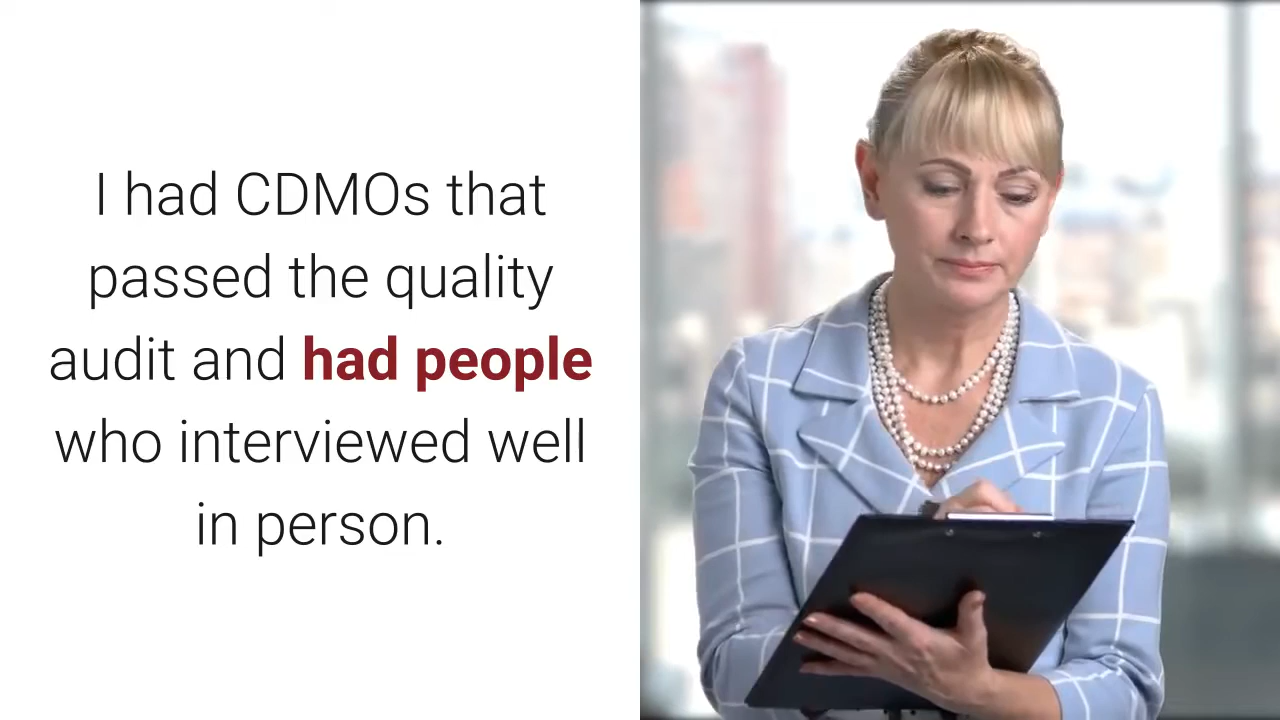 I had CDMOs that
passed the quality
audit and had people
who interviewed well
in person.